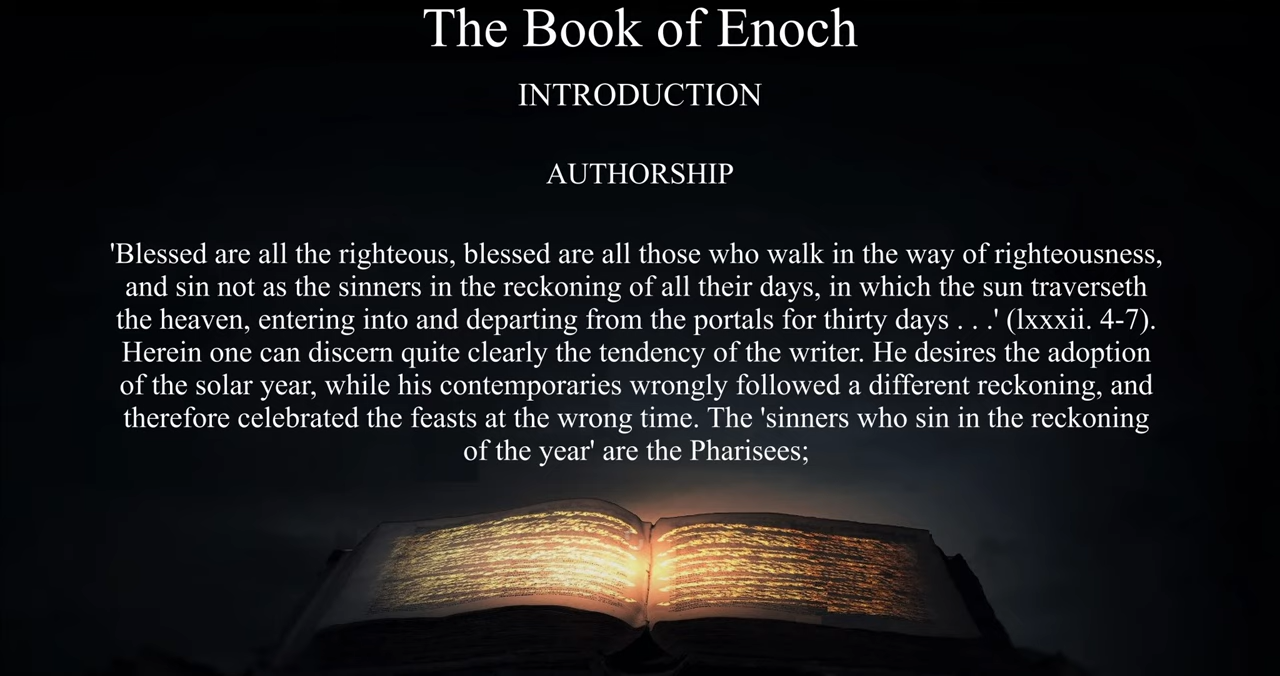 The Book of Enoch
INTRODUCTION
AUTHORSHIP
'Blessed are all the righteous, blessed are all those who walk in the way of righteousness,
and sin not as the sinners in the reckoning of all their days, in which the sun traverseth
the heaven, entering into and departing from the portals for thirty days . . .' (lxxxii. 4-7).
Herein one can discern quite clearly the tendency of the writer. He desires the adoption
of the solar year, while his contemporaries wrongly followed a different reckoning, and
therefore celebrated the feasts at the wrong time. The 'sinners who sin in the reckoning
of the year' are the Pharisees;